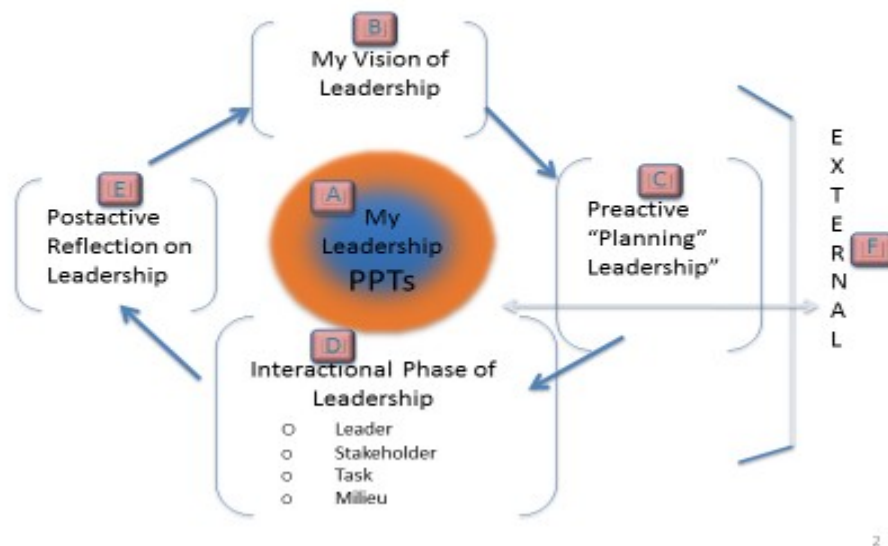 B
My Vision of
Leadership
E
Postactive
Reflection on
Leadership
A
My
Leadership
PPTs
C
Preactive
“Planning”
Leadership”
D
Interactional Phase of
Leadership
o Leader
o Stakeholder
o Task
o Milieu
EXTERNAL
F
2